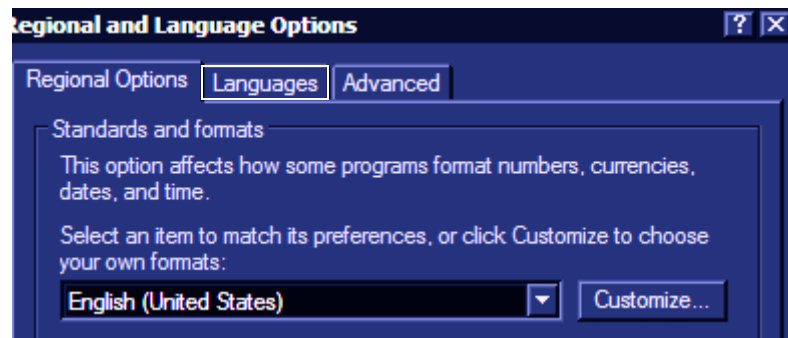 Regional and Language Options
Regional Options Languages Advanced
Standards and formats
This option affects how some programs format numbers, currencies,
dates, and time.
Select an item to match its preferences, or click Customize to choose
your own formats:
English (United States) Customize...